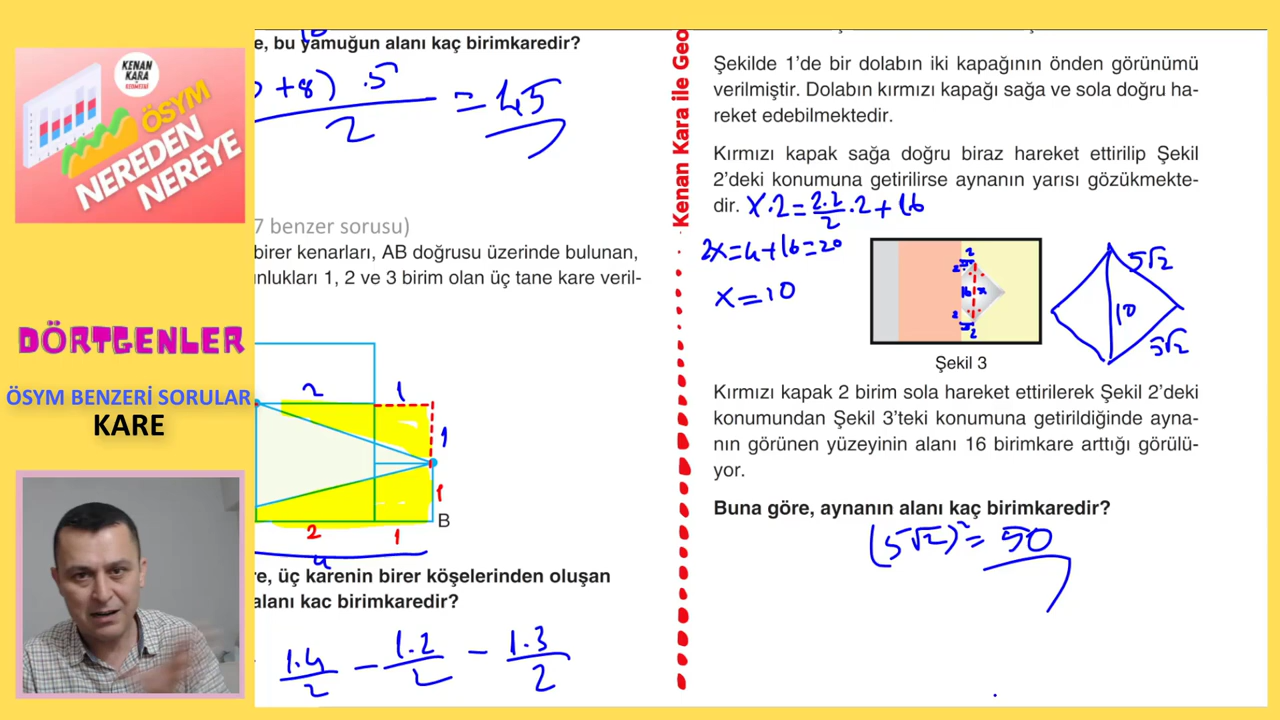 KENAN
KARA
GEOMETRİ
ÖSYM
NEREDEN
NEREYE
DÖRTGENLER
ÖSYM BENZERİ SORULAR
KARE
e, bu yamuğun alanı kaç birimkaredir?
+8) .5
2
= 45
7 benzer sorusu)
birer kenarları, AB doğrusu üzerinde bulunan,
nlukları 1, 2 ve 3 birim olan üç tane kare veril-
2
1
1
1
B
2
1
4
re, üç karenin birer köşelerinden oluşan
alanı kac birimkaredir?
1.4/2 - 1.2/2 - 1.3/2
Kenan Kara ile Geo
Şekilde 1’de bir dolabın iki kapağının önden görünümü
verilmiştir. Dolabın kırmızı kapağı sağa ve sola doğru ha-
reket edebilmektedir.
Kırmızı kapak sağa doğru biraz hareket ettirilip Şekil
2’deki konumuna getirilirse aynanın yarısı gözükmekte-
dir. x.2=2.2/2.2+16
2x=4+16=20
x=10
2
2
16
x
2
2
5√2
10
5√2
Şekil 3
Kırmızı kapak 2 birim sola hareket ettirilerek Şekil 2’deki
konumundan Şekil 3’teki konumuna getirildiğinde ayna-
nın görünen yüzeyinin alanı 16 birimkare arttığı görülü-
yor.
Buna göre, aynanın alanı kaç birimkaredir?
(5√2)²= 50